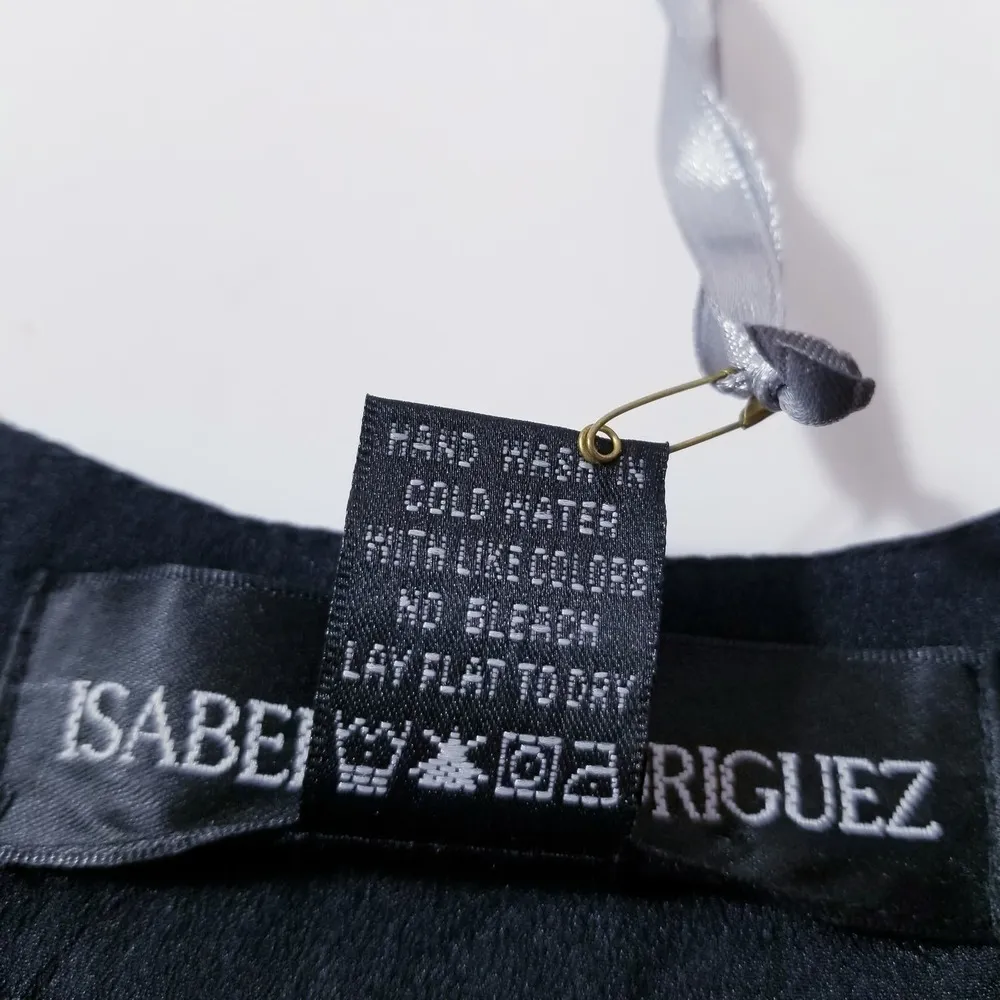 HAND WASH IN
COLD WATER
WITH LIKE COLORS
NO BLEACH
LAY FLAT TO DRY
ISABEL RIGUEZ